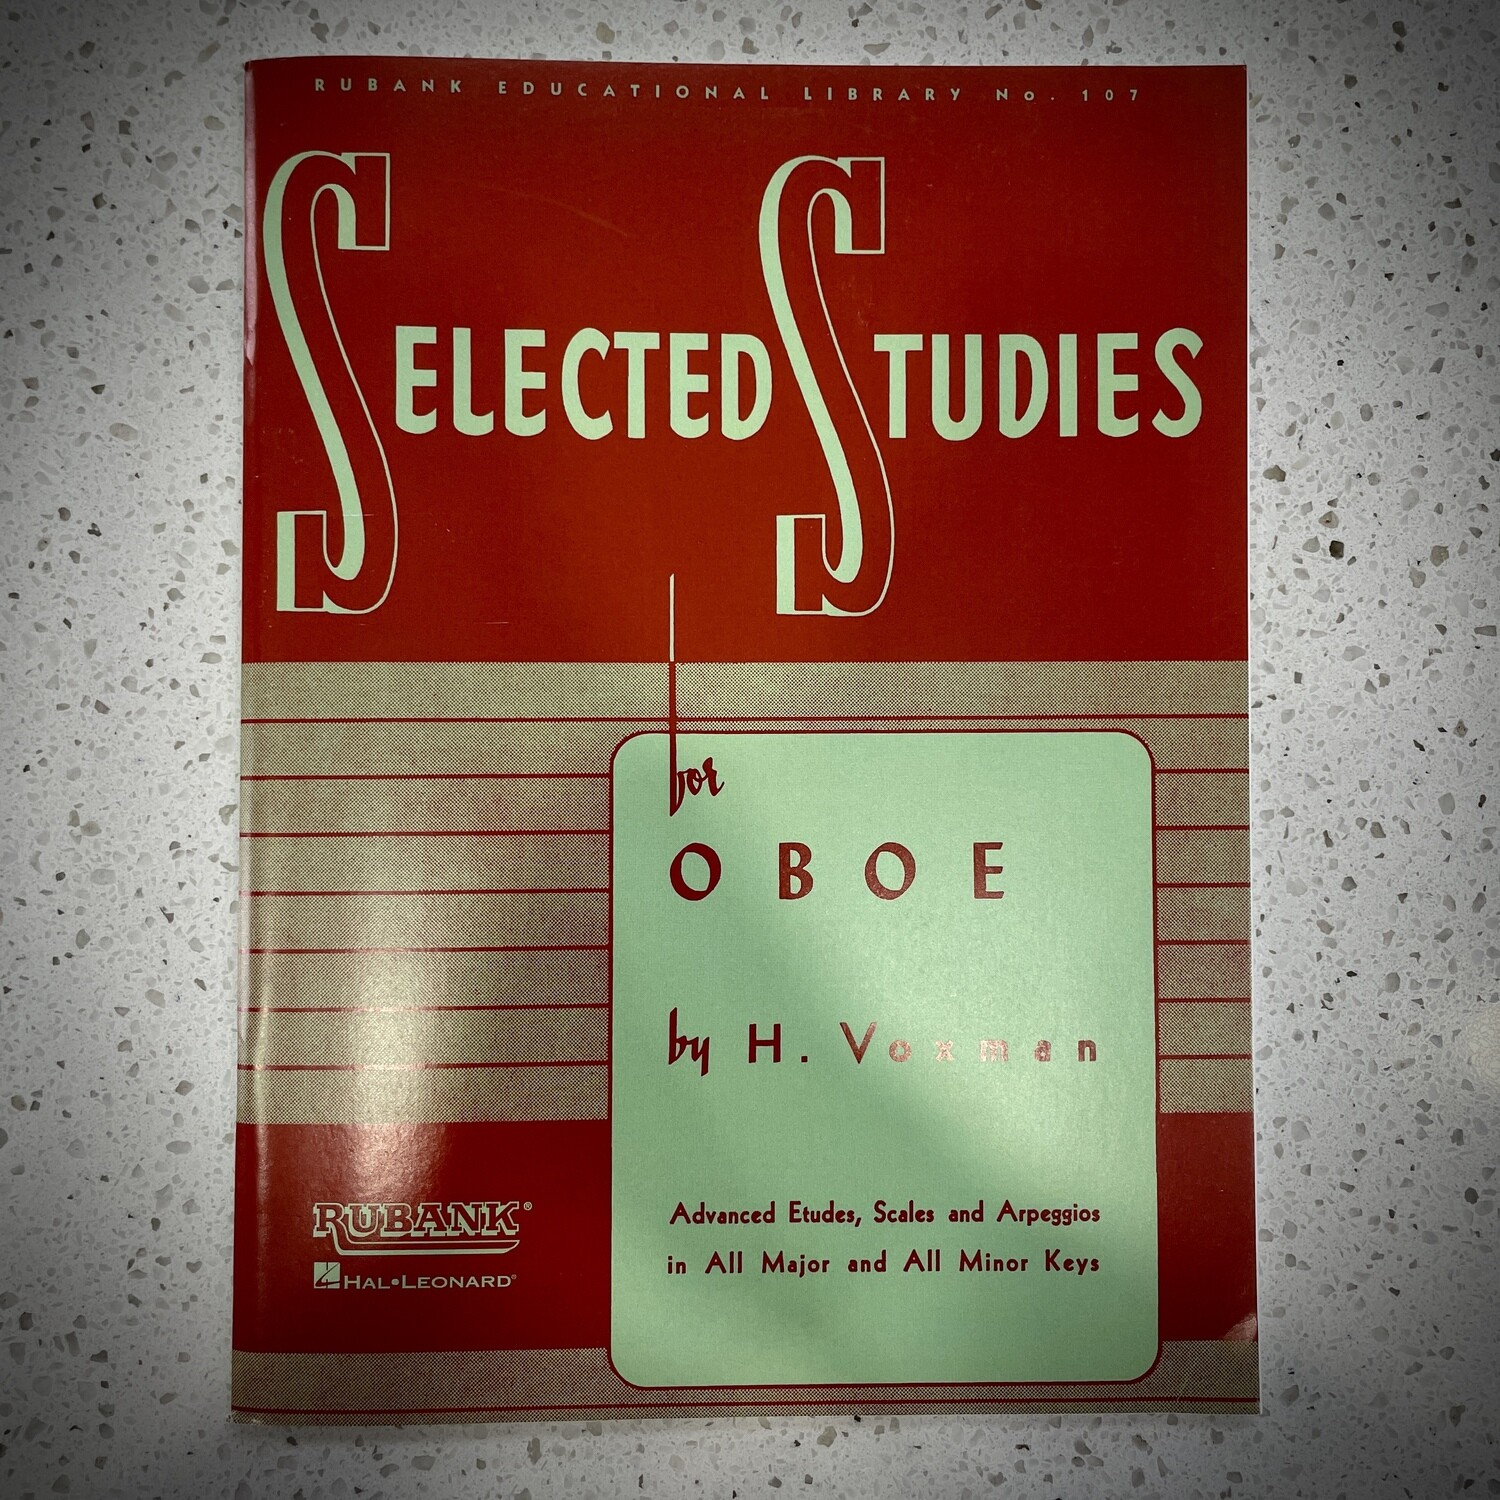 RUBANK EDUCATIONAL LIBRARY No. 107
SELECTED STUDIES
for
OBOE
by H. Voxman
Advanced Etudes, Scales and Arpeggios
in All Major and All Minor Keys
RUBANK®
HAL•LEONARD®